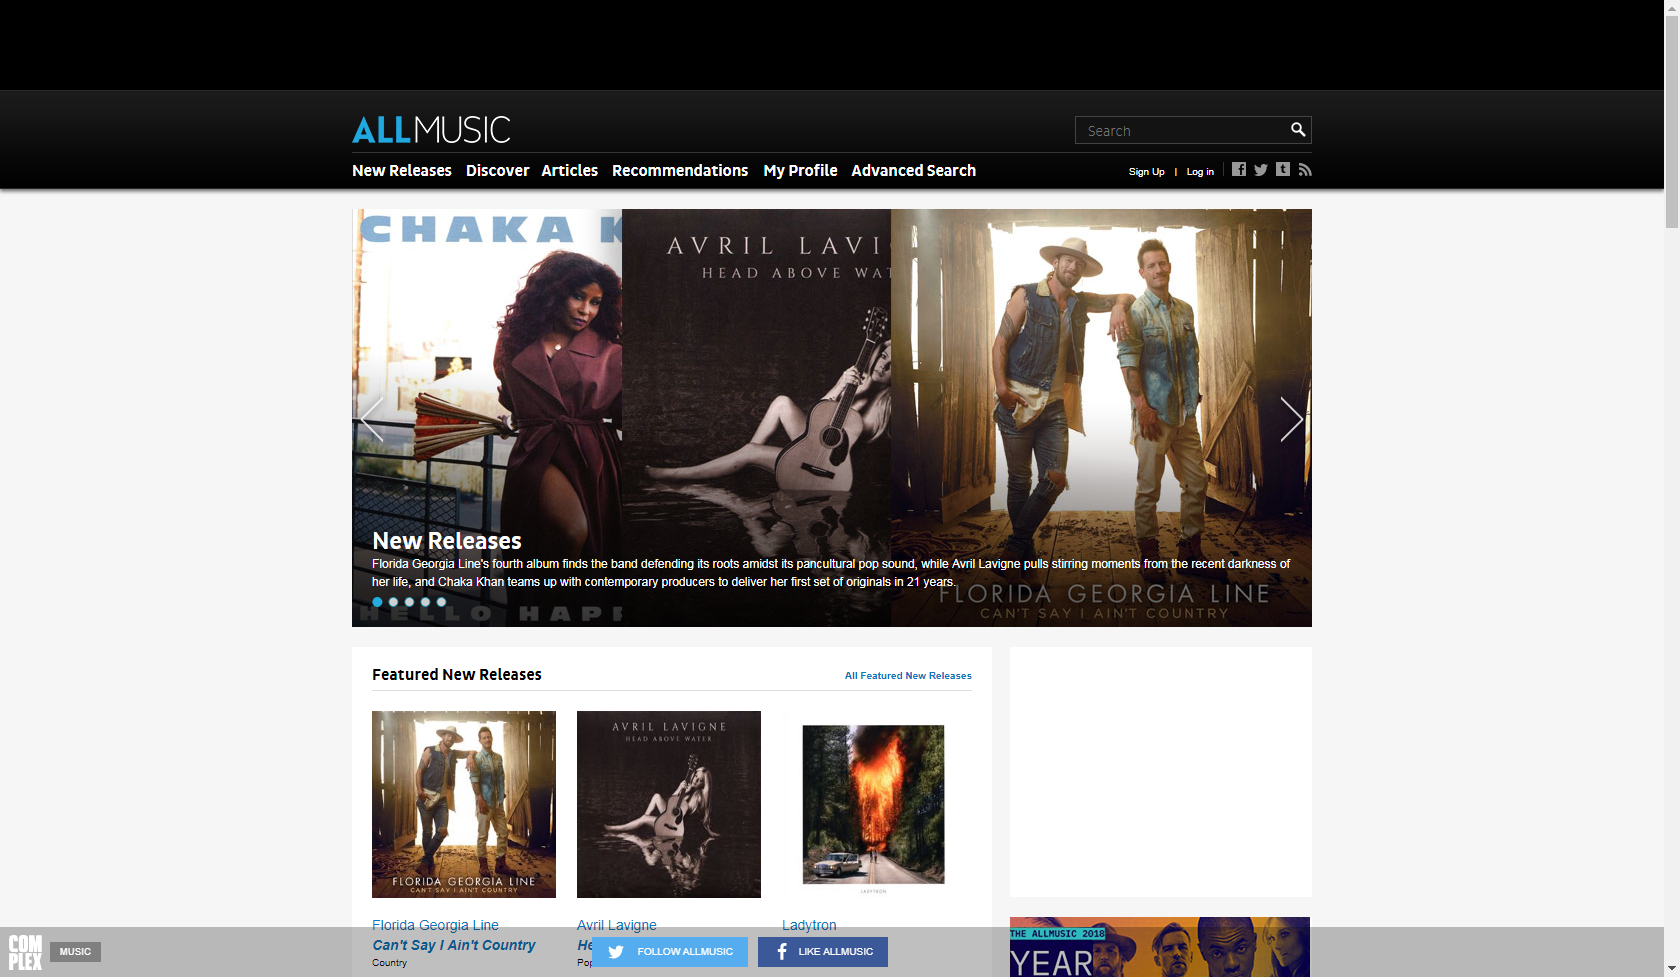 ALLMUSIC
Search
New Releases Discover Articles Recommendations My Profile Advanced Search
Sign Up | Log in
CHAKA K
AVRIL LAVI
HEAD ABOVE WAT
New Releases
Florida Georgia Line's fourth album finds the band defending its roots amidst its pancultural pop sound, while Avril Lavigne pulls stirring moments from the recent darkness of
her life, and Chaka Khan teams up with contemporary producers to deliver her first set of originals in 21 years.
HELLO HAPP
FLORIDA GEORGIA LINE
CAN'T SAY I AIN'T COUNTRY
Featured New Releases
All Featured New Releases
FLORIDA GEORGIA LINE
CAN'T SAY I AIN'T COUNTRY
AVRIL LAVIGNE
HEAD ABOVE WATER
LADYTRON
Florida Georgia Line
Can't Say I Ain't Country
Country
Avril Lavigne
He
Pop
Ladytron
THE ALLMUSIC 2018
YEAR
COM
PLEX
MUSIC
FOLLOW ALLMUSIC
LIKE ALLMUSIC